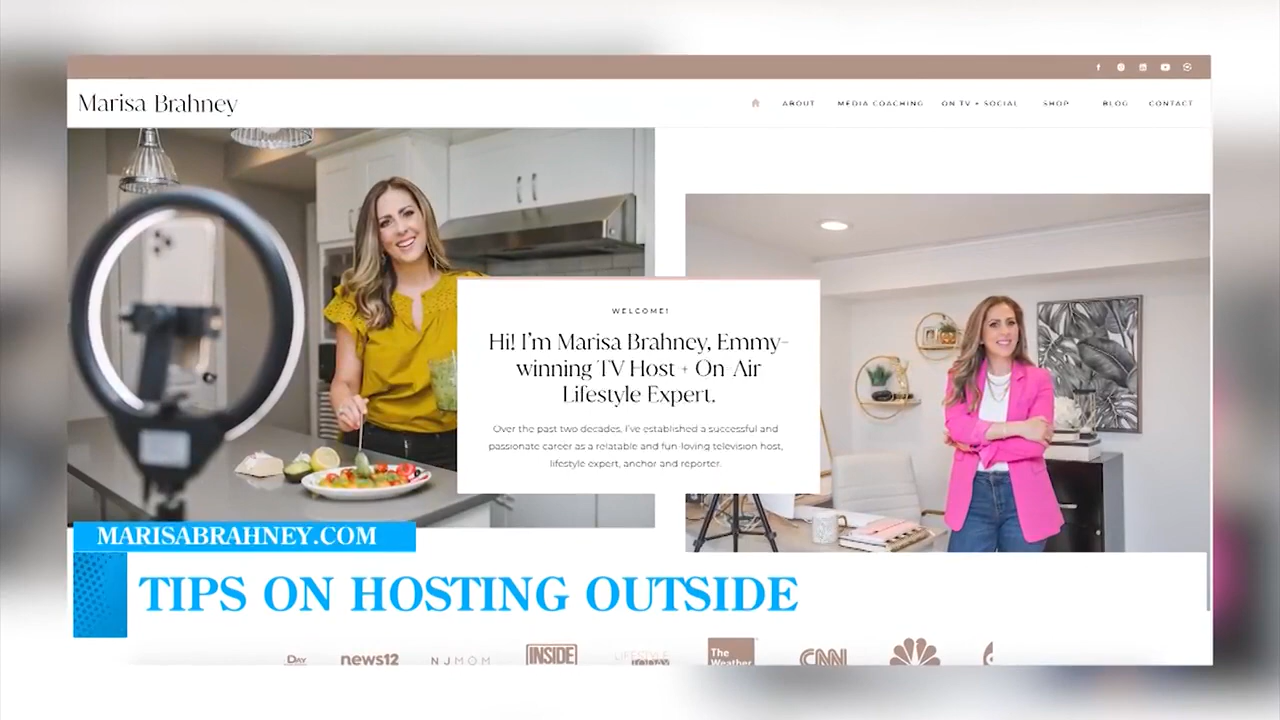 Marisa Brahney
ABOUT MEDIA COACHING ON TV + SOCIAL SHOP BLOG CONTACT
WELCOME!
Hi! I'm Marisa Brahney, Emmy-
winning TV Host + On-Air
Lifestyle Expert.
Over the past two decades, I've established a successful and
passionate career as a relatable and fun-loving television host,
lifestyle expert, anchor and reporter.
MARISABRAHNEY.COM
TIPS ON HOSTING OUTSIDE
DAY news12 NJMOM INSIDE LIFESTYLE TODAY The Weather CNN